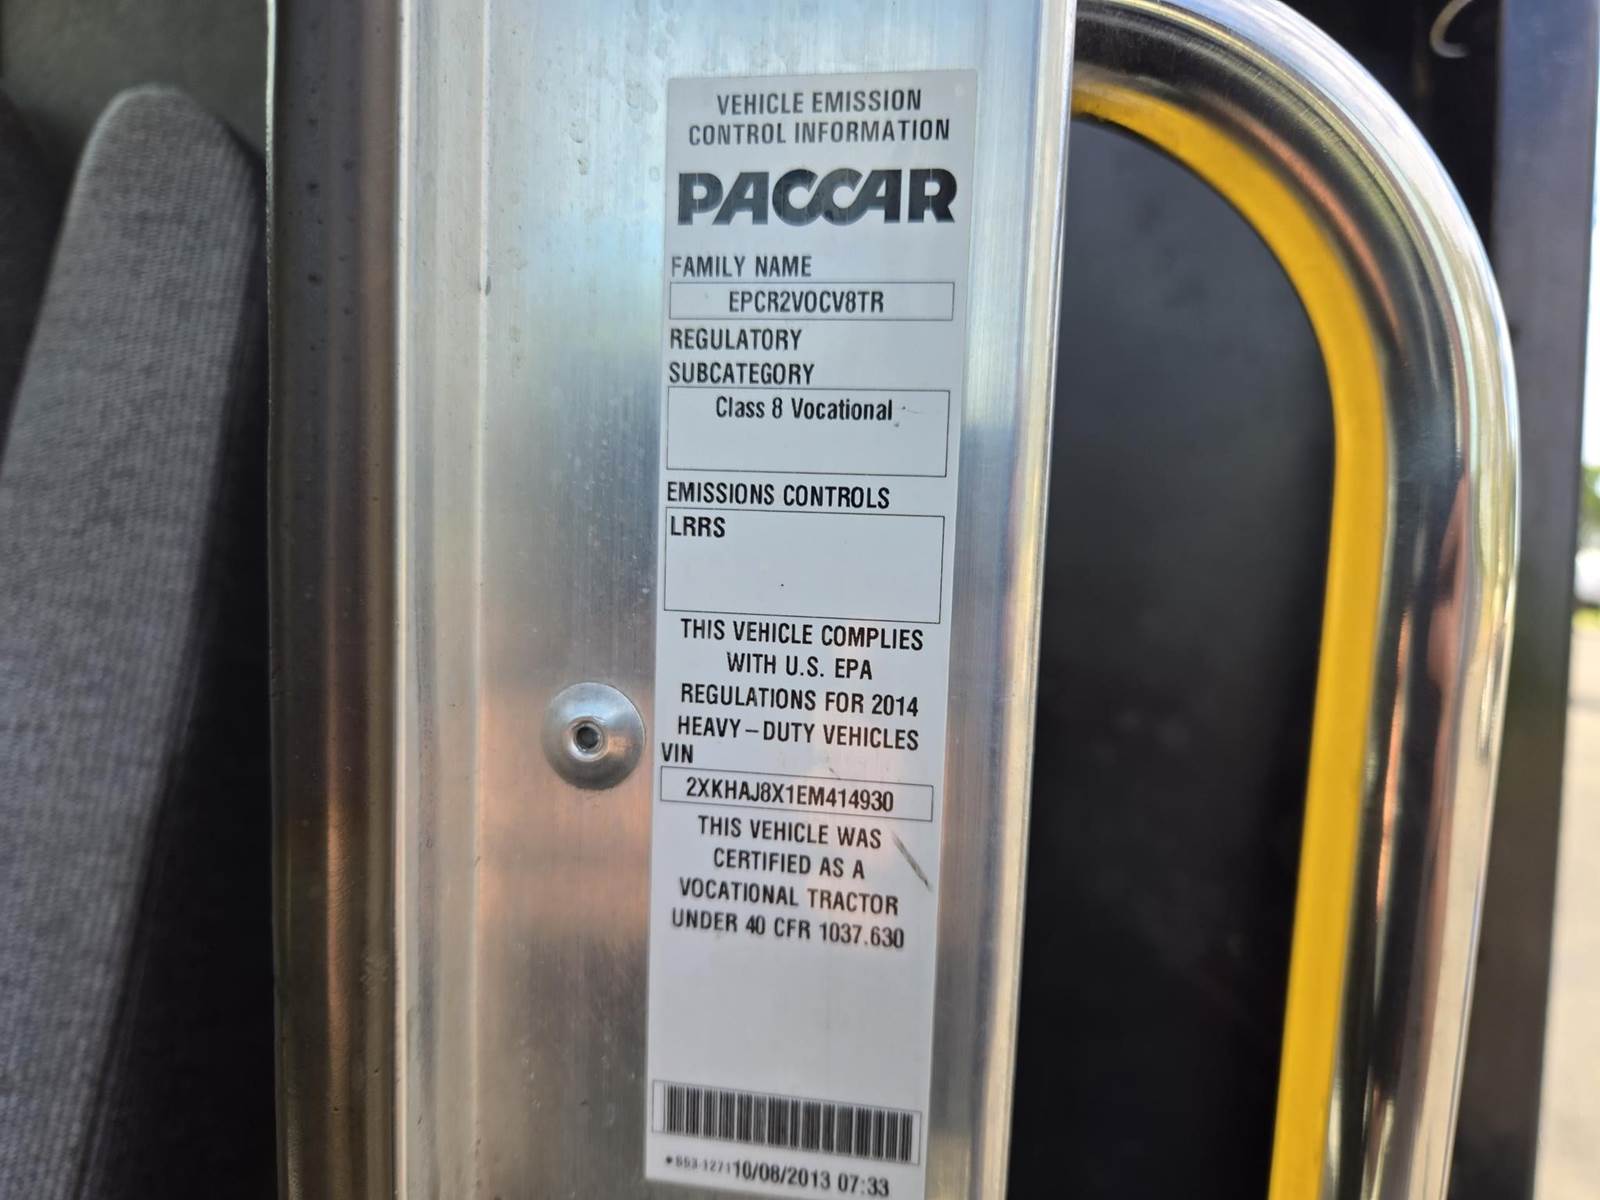 VEHICLE EMISSION
CONTROL INFORMATION
PACCAR
FAMILY NAME
EPCR2VOCV8TR
REGULATORY
SUBCATEGORY
Class 8 Vocational
EMISSIONS CONTROLS
LRRS
THIS VEHICLE COMPLIES
WITH U.S. EPA
REGULATIONS FOR 2014
HEAVY-DUTY VEHICLES
VIN
2XKHAJ8X1EM414930
THIS VEHICLE WAS
CERTIFIED AS A
VOCATIONAL TRACTOR
UNDER 40 CFR 1037.630
10/08/2013 07:33